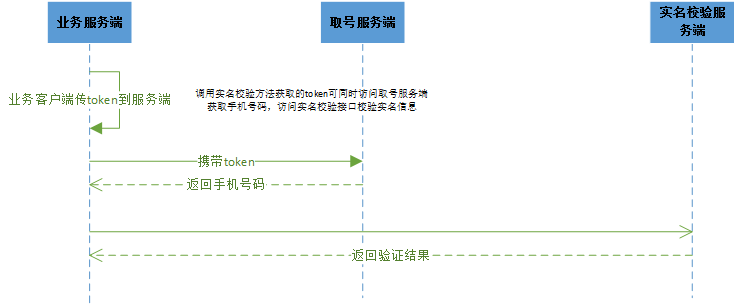 业务服务端
取号服务端
实名校验服
务端
业务客户端传token到服务端
调用实名校验方法获取的token可同时访问取号服务端
获取手机号码，访问实名校验接口校验实名信息
携带token
返回手机号码
返回验证结果